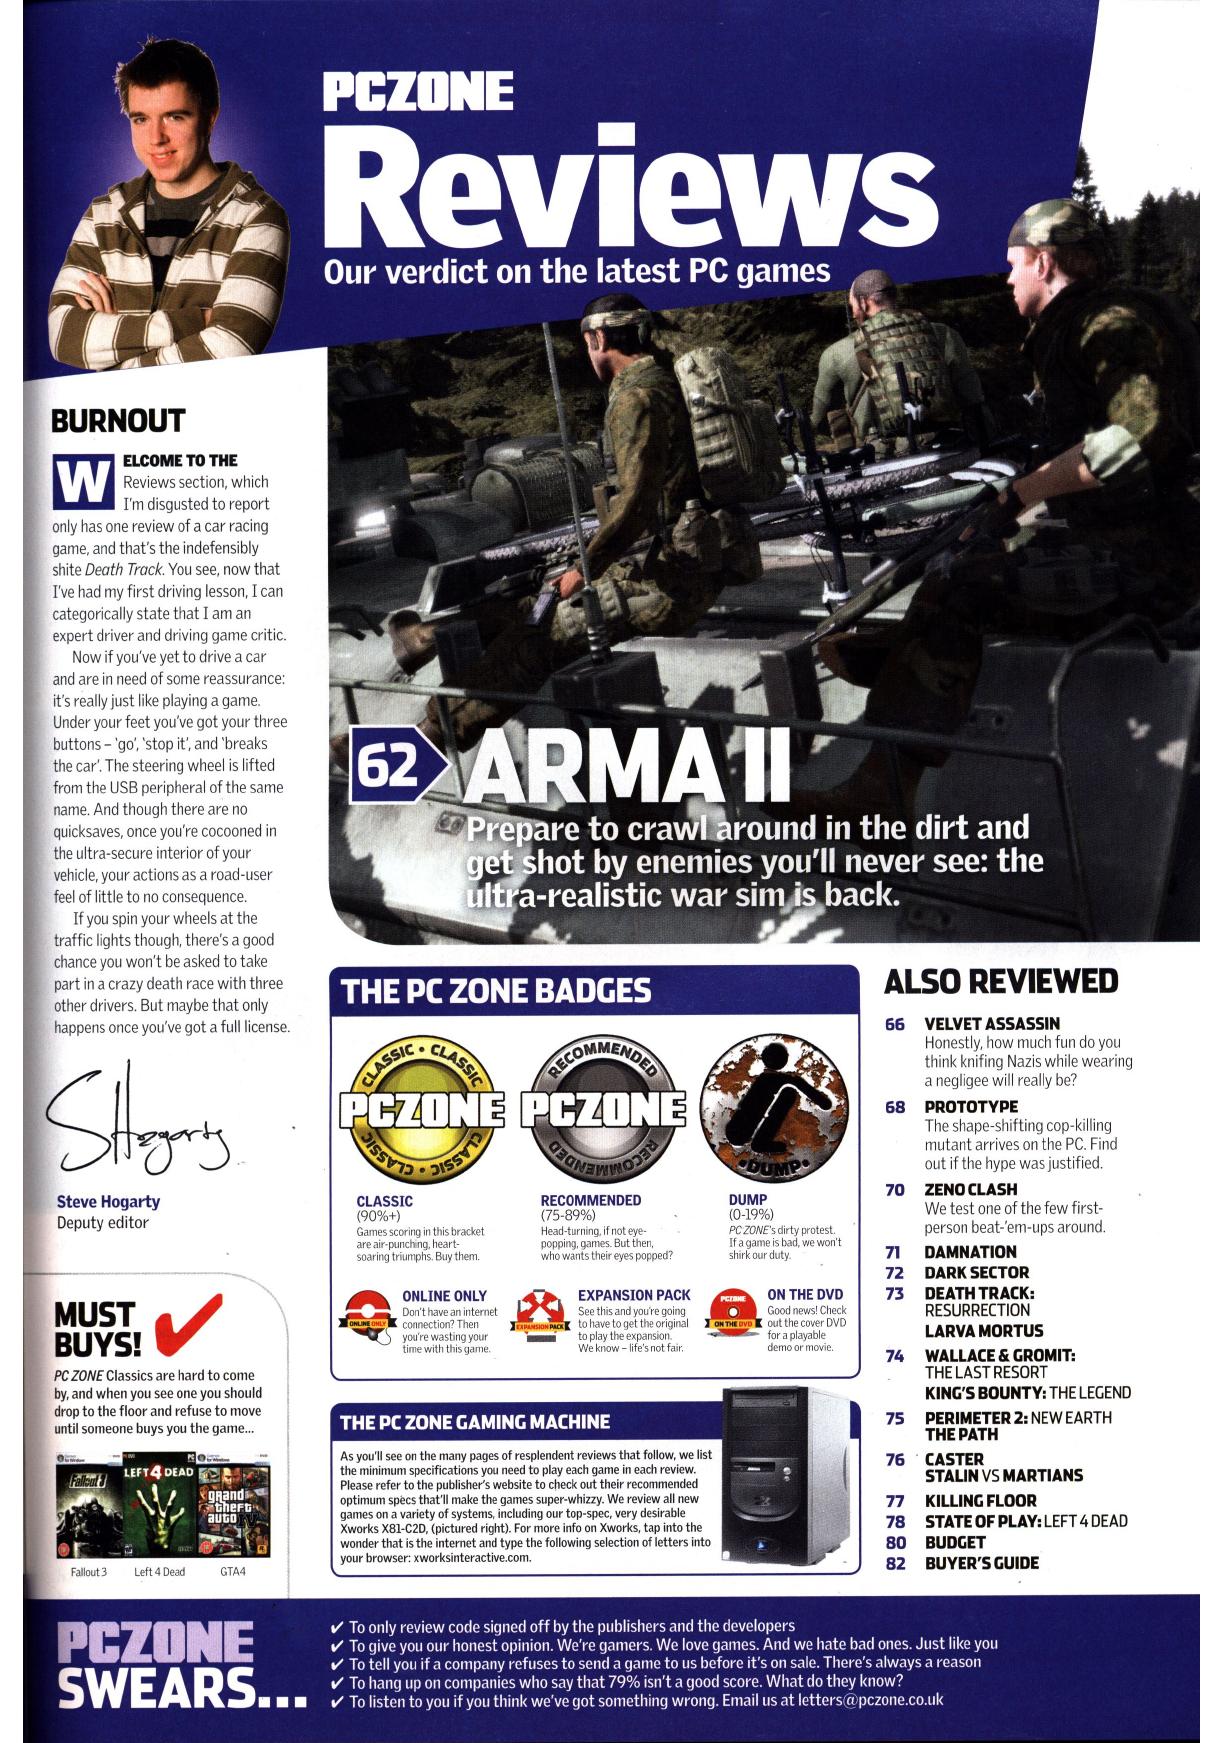 PCZONE
Reviews
Our verdict on the latest PC games
BURNOUT
WELCOME TO THE
Reviews section, which
I'm disgusted to report
only has one review of a car racing
game, and that's the indefensibly
shite Death Track. You see, now that
I've had my first driving lesson, I can
categorically state that I am an
expert driver and driving game critic.
Now if you've yet to drive a car
and are in need of some reassurance:
it's really just like playing a game.
Under your feet you've got your three
buttons – 'go', 'stop it', and 'breaks
the car'. The steering wheel is lifted
from the USB peripheral of the same
name. And though there are no
quicksaves, once you're cocooned in
the ultra-secure interior of your
vehicle, your actions as a road-user
feel of little to no consequence.
If you spin your wheels at the
traffic lights though, there's a good
chance you won't be asked to take
part in a crazy death race with three
other drivers. But maybe that only
happens once you've got a full license.
SHogarty
Steve Hogarty
Deputy editor
MUST
BUYS!
PC ZONE Classics are hard to come
by, and when you see one you should
drop to the floor and refuse to move
until someone buys you the game...
Fallout 3
LEFT 4 DEAD
grand
theft
auto IV
Fallout 3
Left 4 Dead
GTA4
62
ARMA II
Prepare to crawl around in the dirt and
get shot by enemies you'll never see: the
ultra-realistic war sim is back.
THE PC ZONE BADGES
CLASSIC • CLASSIC
PCZONE
CLASSIC • CLASSIC
RECOMMENDED
PCZONE
RECOMMENDED
•DUMP•
CLASSIC
(90%+)
Games scoring in this bracket
are air-punching, heart-
soaring triumphs. Buy them.
RECOMMENDED
(75-89%)
Head-turning, if not eye-
popping, games. But then,
who wants their eyes popped?
DUMP
(0-19%)
PC ZONE's dirty protest.
If a game is bad, we won't
shirk our duty.
ONLINE ONLY
ONLINE ONLY
Don't have an internet
connection? Then
you're wasting your
time with this game.
EXPANSION PACK
EXPANSION PACK
See this and you're going
to have to get the original
to play the expansion.
We know – life's not fair.
PCZONE
ON THE DVD
ON THE DVD
Good news! Check
out the cover DVD
for a playable
demo or movie.
THE PC ZONE GAMING MACHINE
As you'll see on the many pages of resplendent reviews that follow, we list
the minimum specifications you need to play each game in each review.
Please refer to the publisher's website to check out their recommended
optimum specs that'll make the games super-whizzy. We review all new
games on a variety of systems, including our top-spec, very desirable
Xworks X81-C2D, (pictured right). For more info on Xworks, tap into the
wonder that is the internet and type the following selection of letters into
your browser: xworksinteractive.com.
ALSO REVIEWED
66 VELVET ASSASSIN
Honestly, how much fun do you
think knifing Nazis while wearing
a negligee will really be?
68 PROTOTYPE
The shape-shifting cop-killing
mutant arrives on the PC. Find
out if the hype was justified.
70 ZENO CLASH
We test one of the few first-
person beat-'em-ups around.
71 DAMNATION
72 DARK SECTOR
73 DEATH TRACK:
RESURRECTION
LARVA MORTUS
74 WALLACE & GROMIT:
THE LAST RESORT
KING'S BOUNTY: THE LEGEND
75 PERIMETER 2: NEW EARTH
THE PATH
76 CASTER
STALIN VS MARTIANS
77 KILLING FLOOR
78 STATE OF PLAY: LEFT 4 DEAD
80 BUDGET
82 BUYER'S GUIDE
PCZONE
SWEARS...
✔ To only review code signed off by the publishers and the developers
✔ To give you our honest opinion. We're gamers. We love games. And we hate bad ones. Just like you
✔ To tell you if a company refuses to send a game to us before it's on sale. There's always a reason
✔ To hang up on companies who say that 79% isn't a good score. What do they know?
✔ To listen to you if you think we've got something wrong. Email us at letters@pczone.co.uk